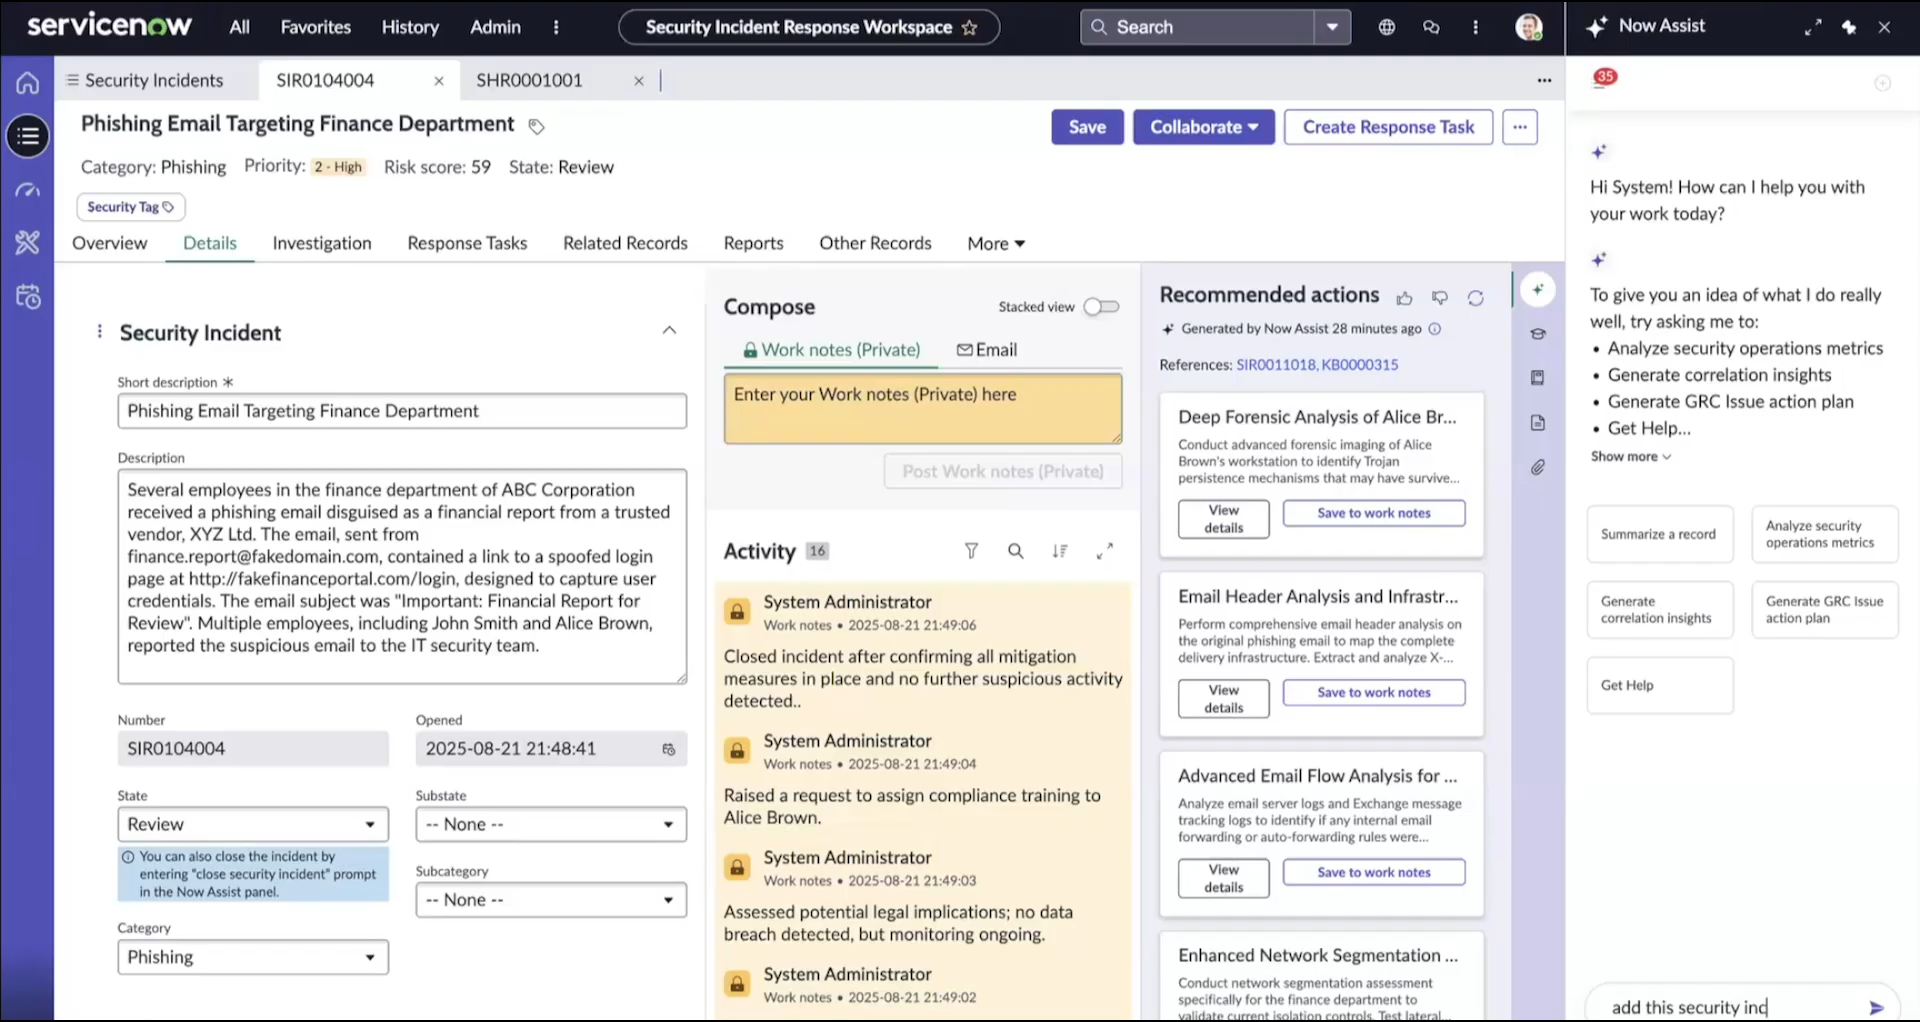 servicenow
All
Favorites
History
Admin
Security Incident Response Workspace
Search
Now Assist
Security Incidents
SIR0104004
SHR0001001
35
Phishing Email Targeting Finance Department
Save
Collaborate
Create Response Task
Category: Phishing
Priority: 2 - High
Risk score: 59
State: Review
Security Tag
Overview
Details
Investigation
Response Tasks
Related Records
Reports
Other Records
More
Security Incident
Short description *
Phishing Email Targeting Finance Department
Description
Several employees in the finance department of ABC Corporation
received a phishing email disguised as a financial report from a trusted
vendor, XYZ Ltd. The email, sent from
finance.report@fakedomain.com, contained a link to a spoofed login
page at http://fakefinanceportal.com/login, designed to capture user
credentials. The email subject was "Important: Financial Report for
Review". Multiple employees, including John Smith and Alice Brown,
reported the suspicious email to the IT security team.
Number
SIR0104004
Opened
2025-08-21 21:48:41
State
Review
Substate
-- None --
You can also close the incident by
entering "close security incident" prompt
in the Now Assist panel.
Subcategory
-- None --
Category
Phishing
Compose
Stacked view
Work notes (Private)
Email
Enter your Work notes (Private) here
Post Work notes (Private)
Activity 16
System Administrator
Work notes • 2025-08-21 21:49:06
Closed incident after confirming all mitigation
measures in place and no further suspicious activity
detected..
System Administrator
Work notes • 2025-08-21 21:49:04
Raised a request to assign compliance training to
Alice Brown.
System Administrator
Work notes • 2025-08-21 21:49:03
Assessed potential legal implications; no data
breach detected, but monitoring ongoing.
System Administrator
Work notes • 2025-08-21 21:49:02
Recommended actions
Generated by Now Assist 28 minutes ago
References: SIR0011018, KB0000315
Deep Forensic Analysis of Alice Br...
Conduct advanced forensic imaging of Alice
Brown's workstation to identify Trojan
persistence mechanisms that may have survive...
View
details
Save to work notes
Email Header Analysis and Infrastr...
Perform comprehensive email header analysis on
the original phishing email to map the complete
delivery infrastructure. Extract and analyze X-...
View
details
Save to work notes
Advanced Email Flow Analysis for ...
Analyze email server logs and Exchange message
tracking logs to identify if any internal email
forwarding or auto-forwarding rules were...
View
details
Save to work notes
Enhanced Network Segmentation ...
Conduct network segmentation assessment
specifically for the finance department to
validate current isolation controls. Test lateral...
Hi System! How can I help you with
your work today?
To give you an idea of what I do really
well, try asking me to:
• Analyze security operations metrics
• Generate correlation insights
• Generate GRC Issue action plan
• Get Help...
Show more
Summarize a record
Analyze security
operations metrics
Generate
correlation insights
Generate GRC Issue
action plan
Get Help
add this security inc